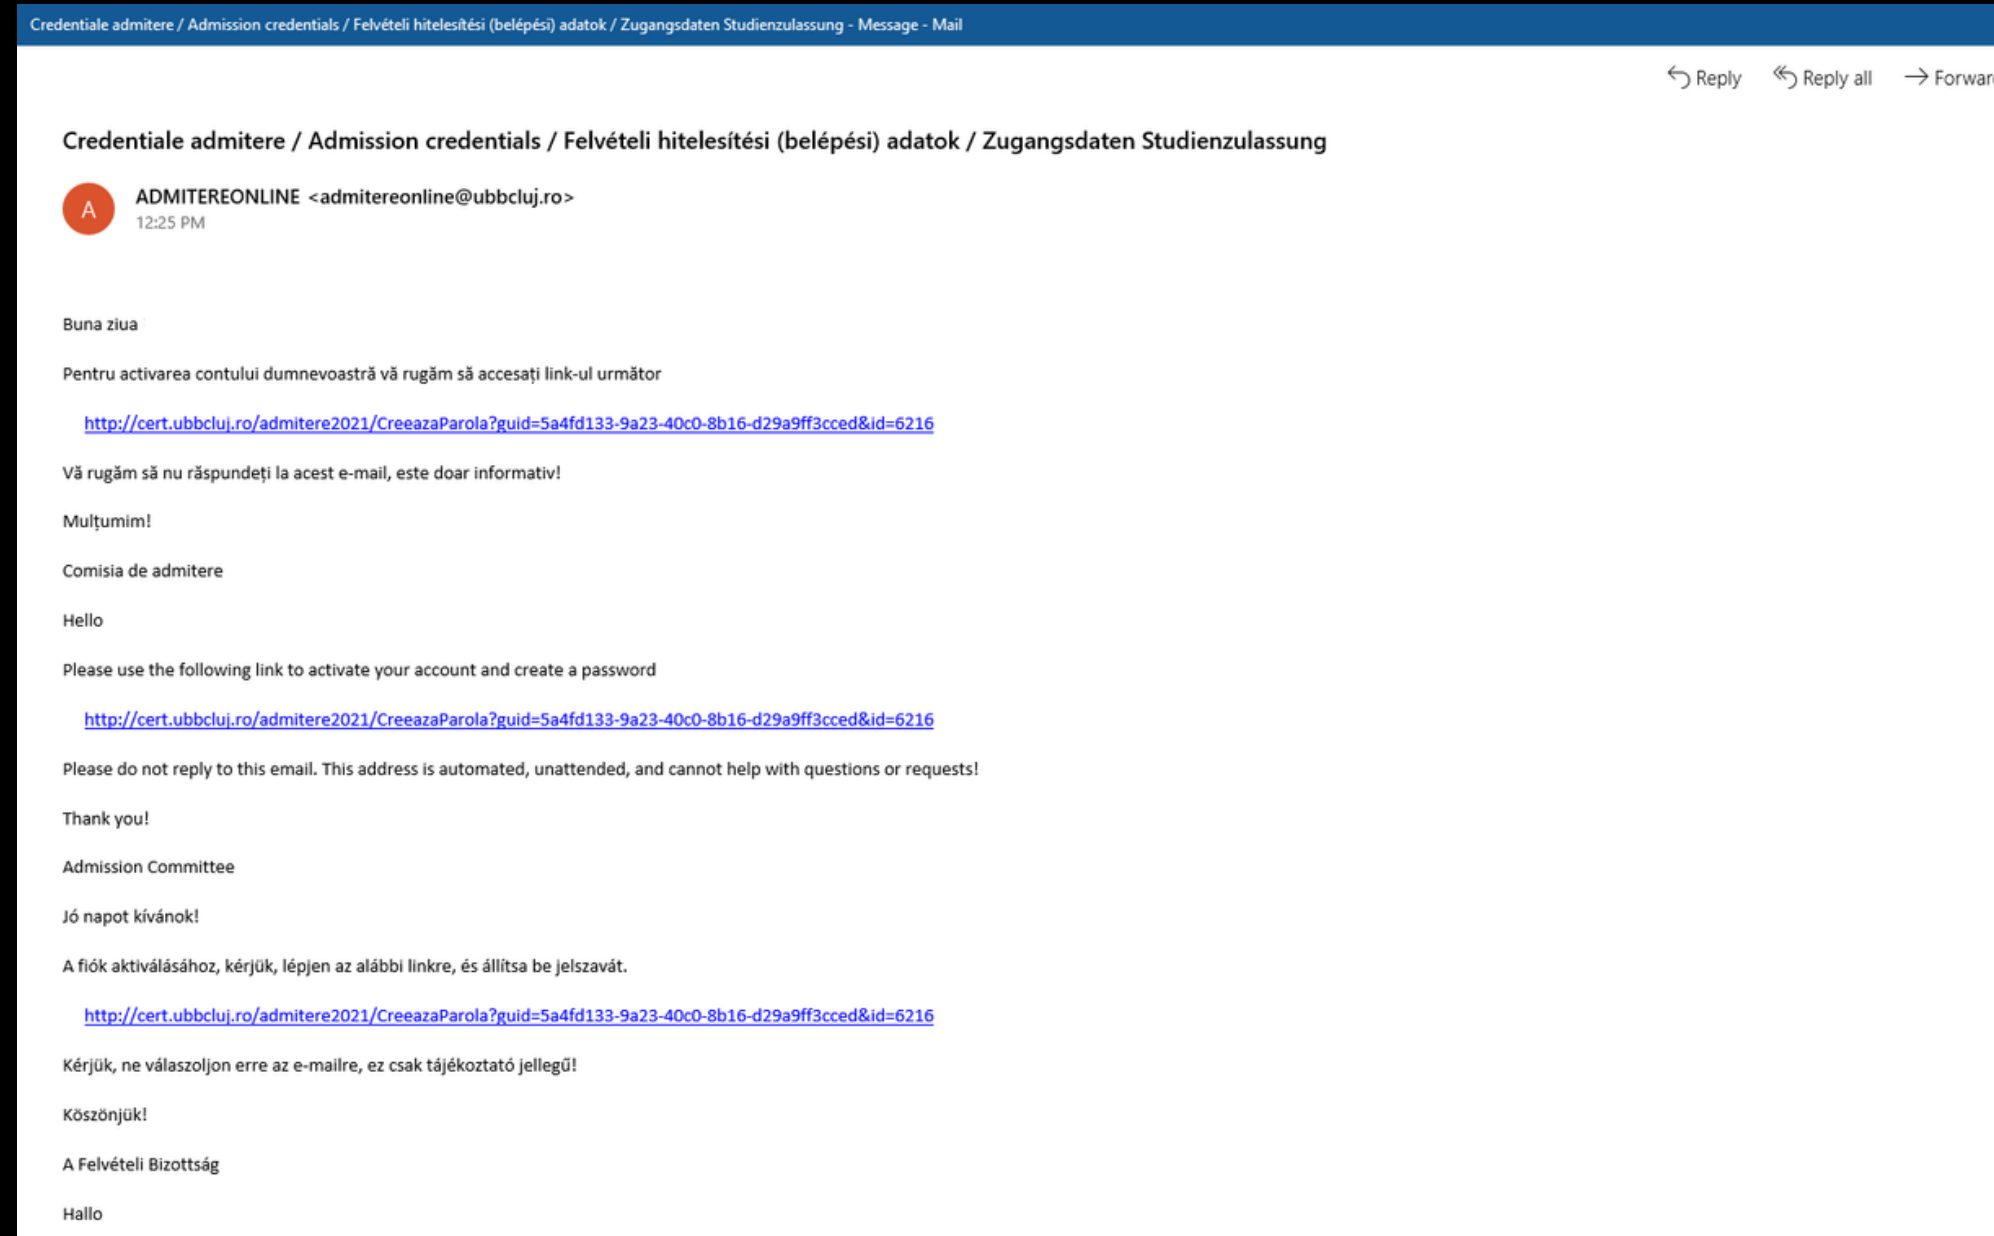 Credentiale admitere / Admission credentials / Felvételi hitelesítési (belépési) adatok / Zugangsdaten Studienzulassung - Message - Mail
Reply Reply all Forward
Credentiale admitere / Admission credentials / Felvételi hitelesítési (belépési) adatok / Zugangsdaten Studienzulassung
A
ADMITEREONLINE <admitereonline@ubbcluj.ro>
12:25 PM
Buna ziua
Pentru activarea contului dumnevoastră vă rugăm să accesați link-ul următor
http://cert.ubbcluj.ro/admitere2021/CreeazaParola?guid=5a4fd133-9a23-40c0-8b16-d29a9ff3cced&id=6216
Vă rugăm să nu răspundeți la acest e-mail, este doar informativ!
Mulțumim!
Comisia de admitere
Hello
Please use the following link to activate your account and create a password
http://cert.ubbcluj.ro/admitere2021/CreeazaParola?guid=5a4fd133-9a23-40c0-8b16-d29a9ff3cced&id=6216
Please do not reply to this email. This address is automated, unattended, and cannot help with questions or requests!
Thank you!
Admission Committee
Jó napot kívánok!
A fiók aktiválásához, kérjük, lépjen az alábbi linkre, és állítsa be jelszavát.
http://cert.ubbcluj.ro/admitere2021/CreeazaParola?guid=5a4fd133-9a23-40c0-8b16-d29a9ff3cced&id=6216
Kérjük, ne válaszoljon erre az e-mailre, ez csak tájékoztató jellegű!
Köszönjük!
A Felvételi Bizottság
Hallo